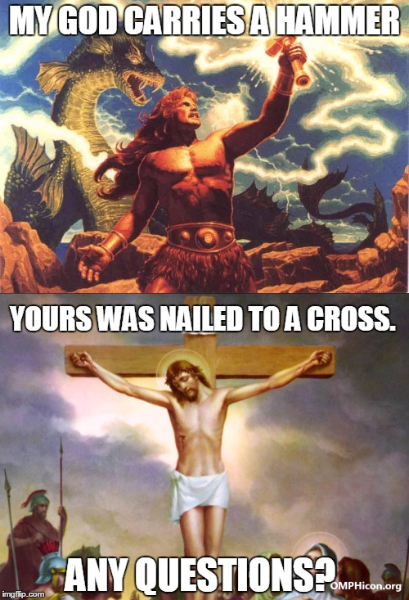 MY GOD CARRIES A HAMMER
YOURS WAS NAILED TO A CROSS.
ANY QUESTIONS?
OMPHicon.org
imgflip.com